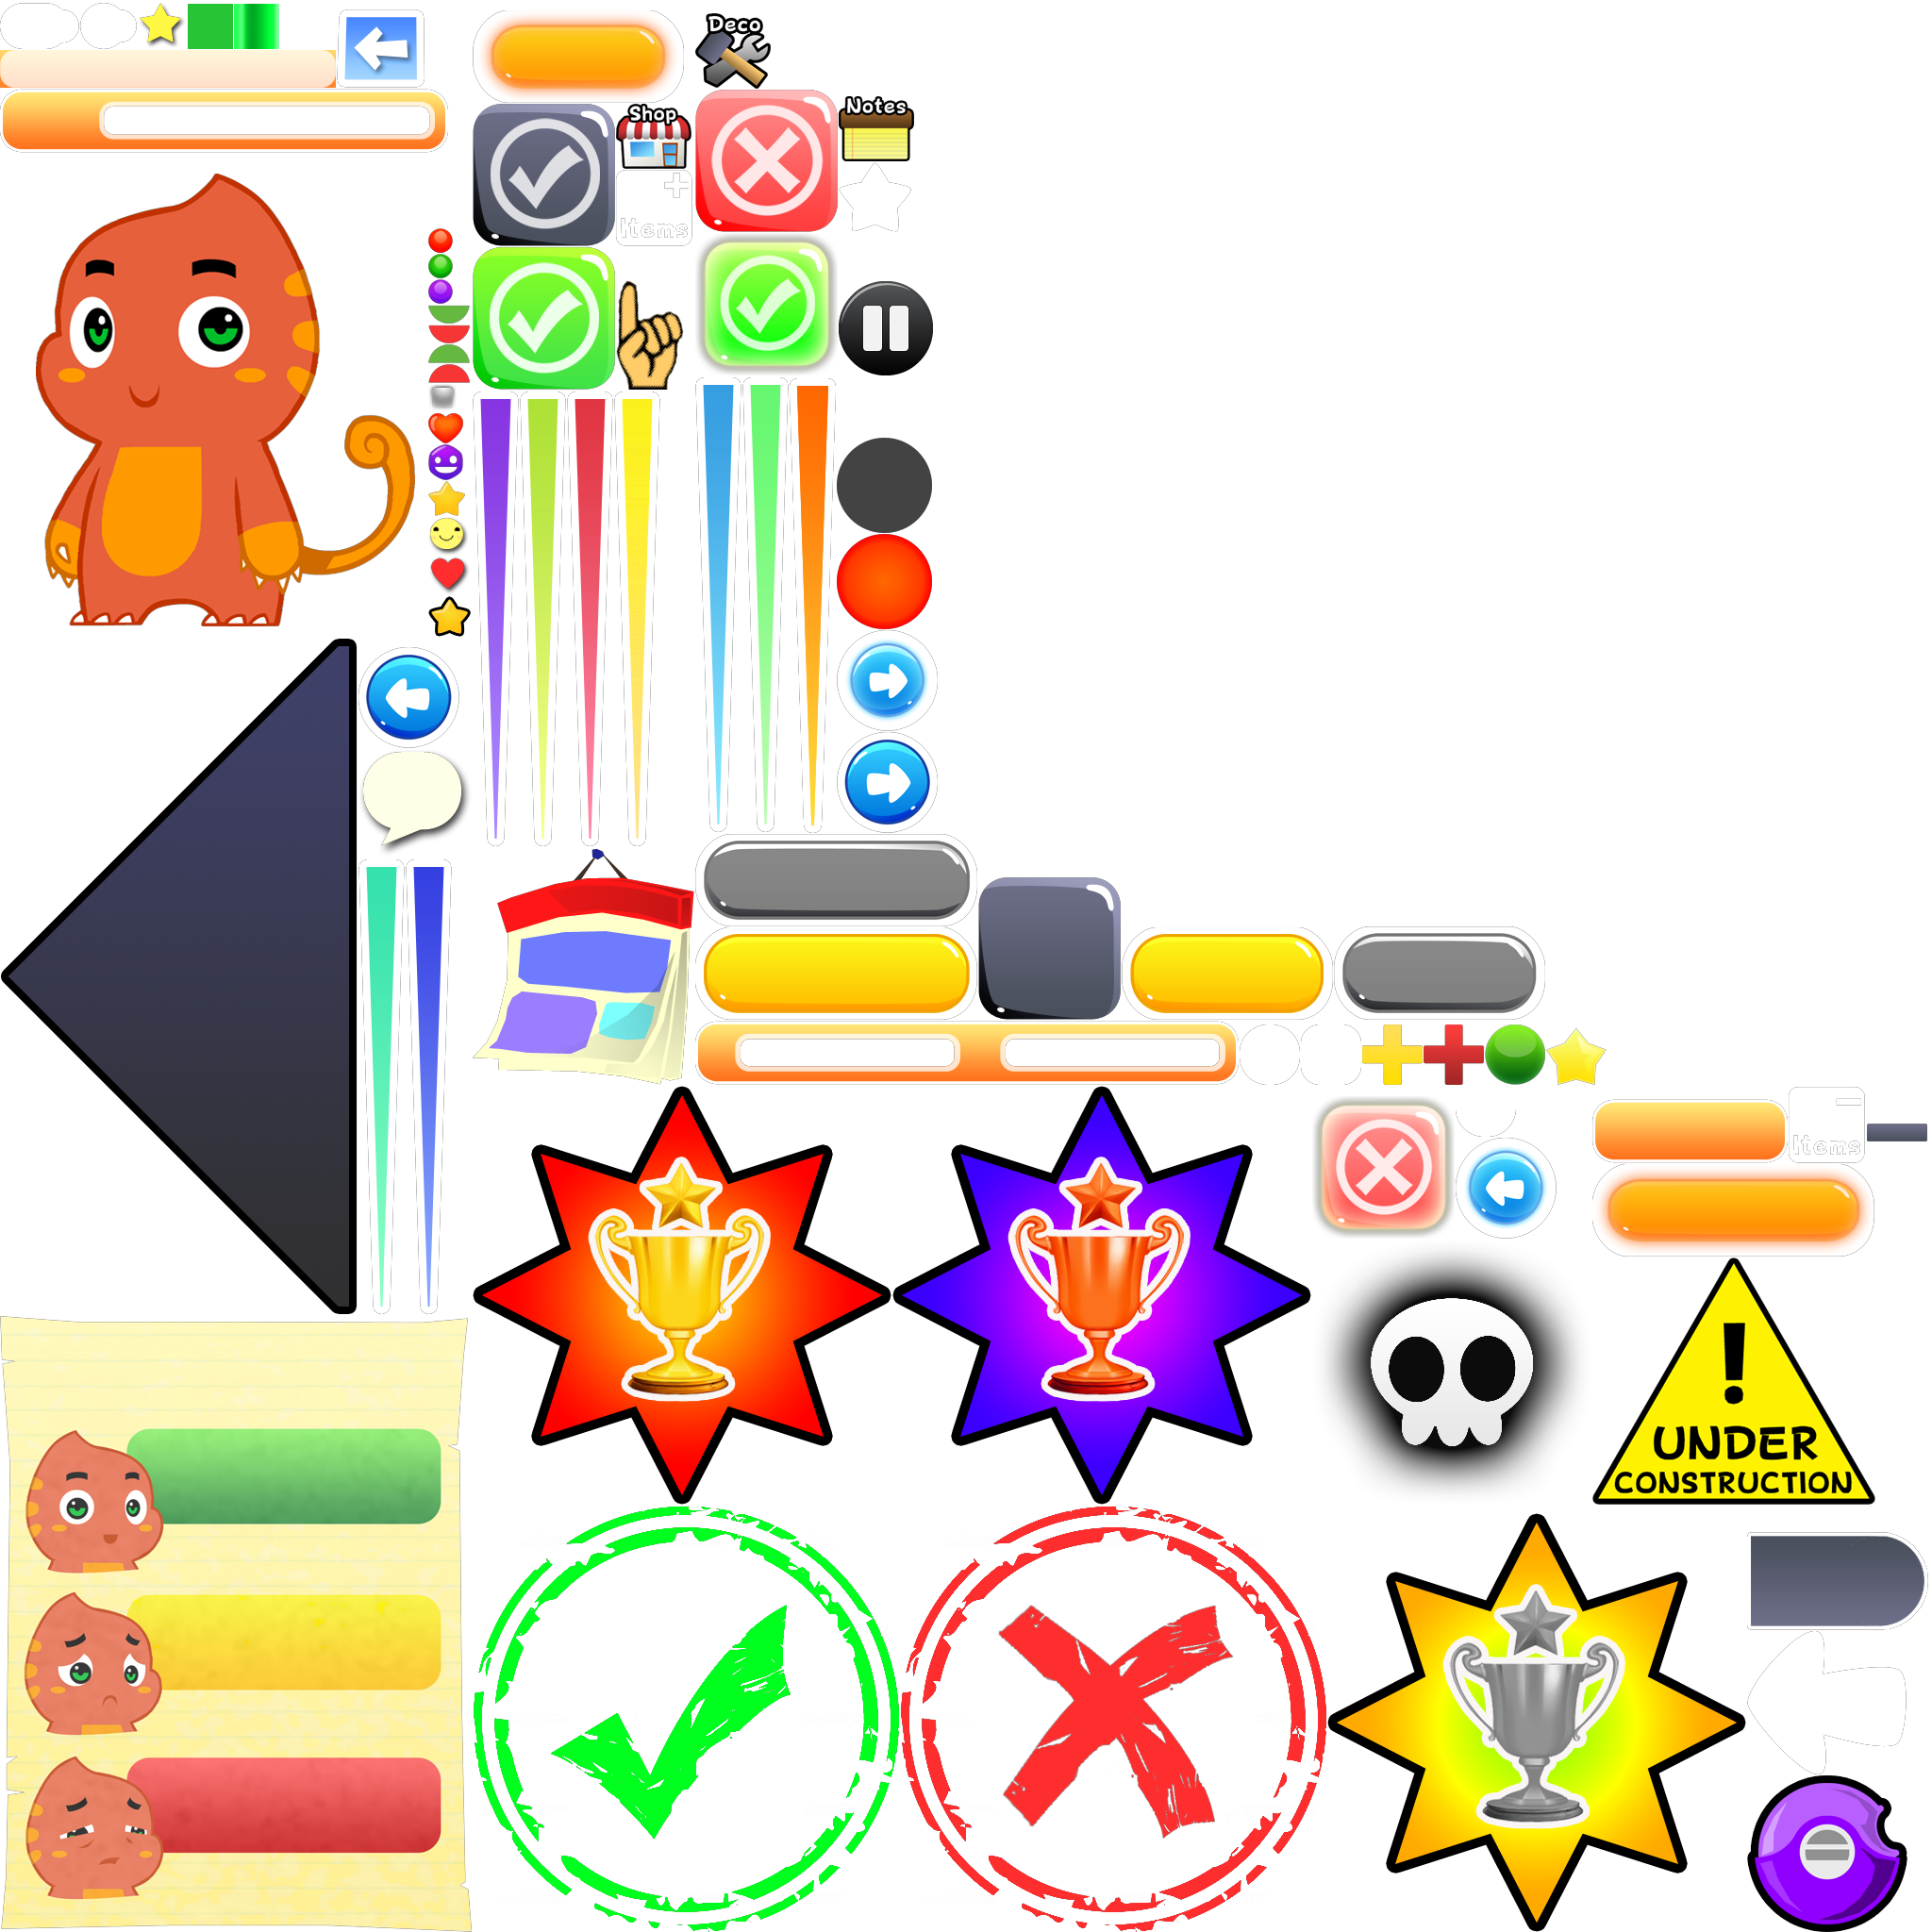 Deco
Shop
Notes
Items
Items
!
UNDER
CONSTRUCTION